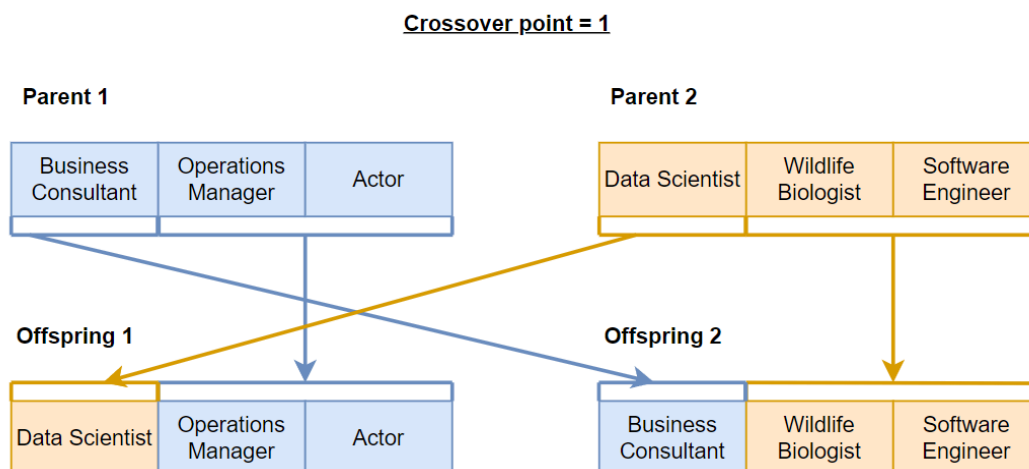 Crossover point = 1
Parent 1
Parent 2
Business
Consultant
Operations
Manager
Actor
Data Scientist
Wildlife
Biologist
Software
Engineer
Offspring 1
Offspring 2
Data Scientist
Operations
Manager
Actor
Business
Consultant
Wildlife
Biologist
Software
Engineer